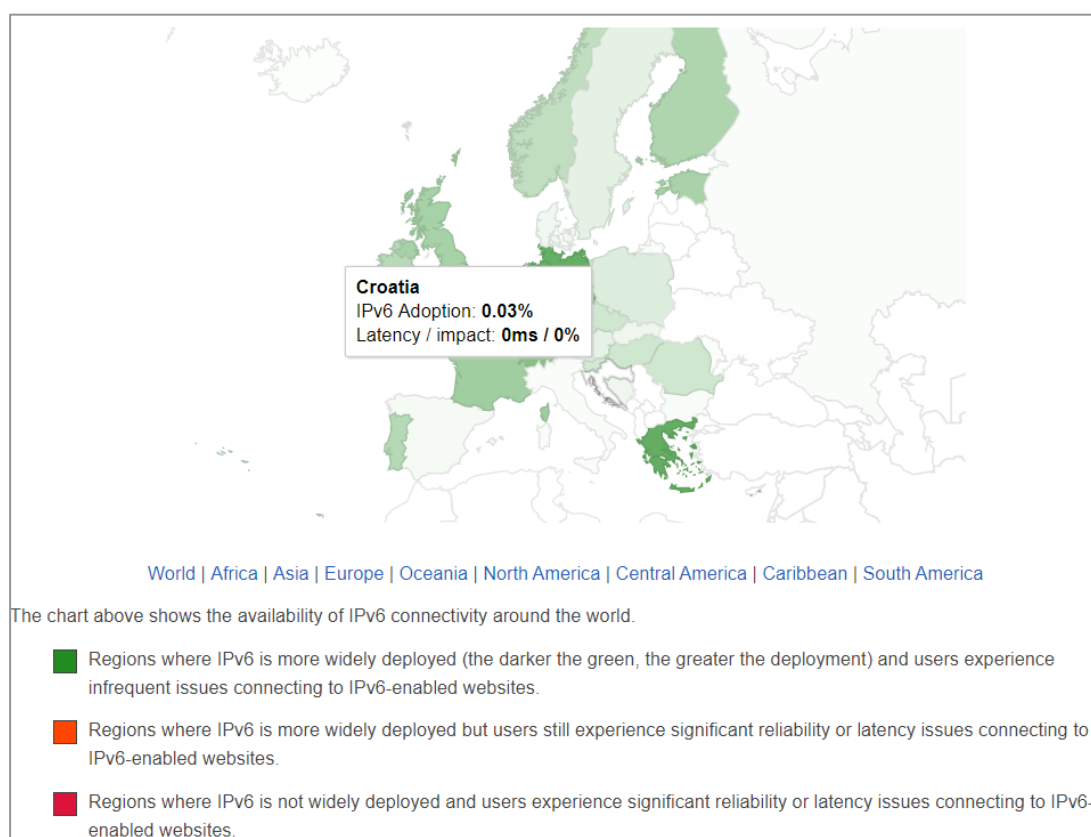 Croatia
IPv6 Adoption: 0.03%
Latency / impact: 0ms / 0%
World | Africa | Asia | Europe | Oceania | North America | Central America | Caribbean | South America
The chart above shows the availability of IPv6 connectivity around the world.
Regions where IPv6 is more widely deployed (the darker the green, the greater the deployment) and users experience
infrequent issues connecting to IPv6-enabled websites.
Regions where IPv6 is more widely deployed but users still experience significant reliability or latency issues connecting to
IPv6-enabled websites.
Regions where IPv6 is not widely deployed and users experience significant reliability or latency issues connecting to IPv6-
enabled websites.